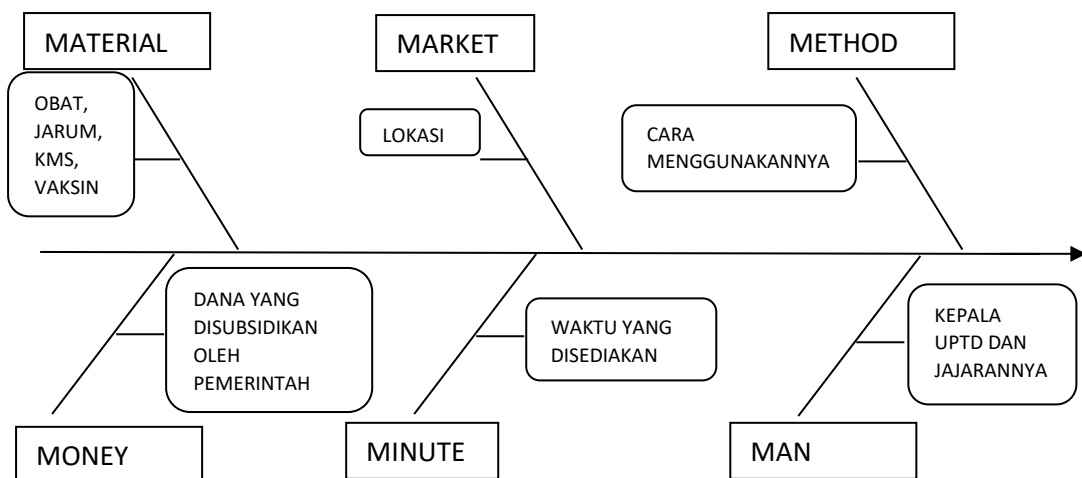 MATERIAL
MARKET
METHOD
OBAT,
JARUM,
KMS,
VAKSIN
LOKASI
CARA
MENGGUNAKANNYA
DANA YANG
DISUBSIDIKAN
OLEH
PEMERINTAH
WAKTU YANG
DISEDIAKAN
KEPALA
UPTD DAN
JAJARANNYA
MONEY
MINUTE
MAN